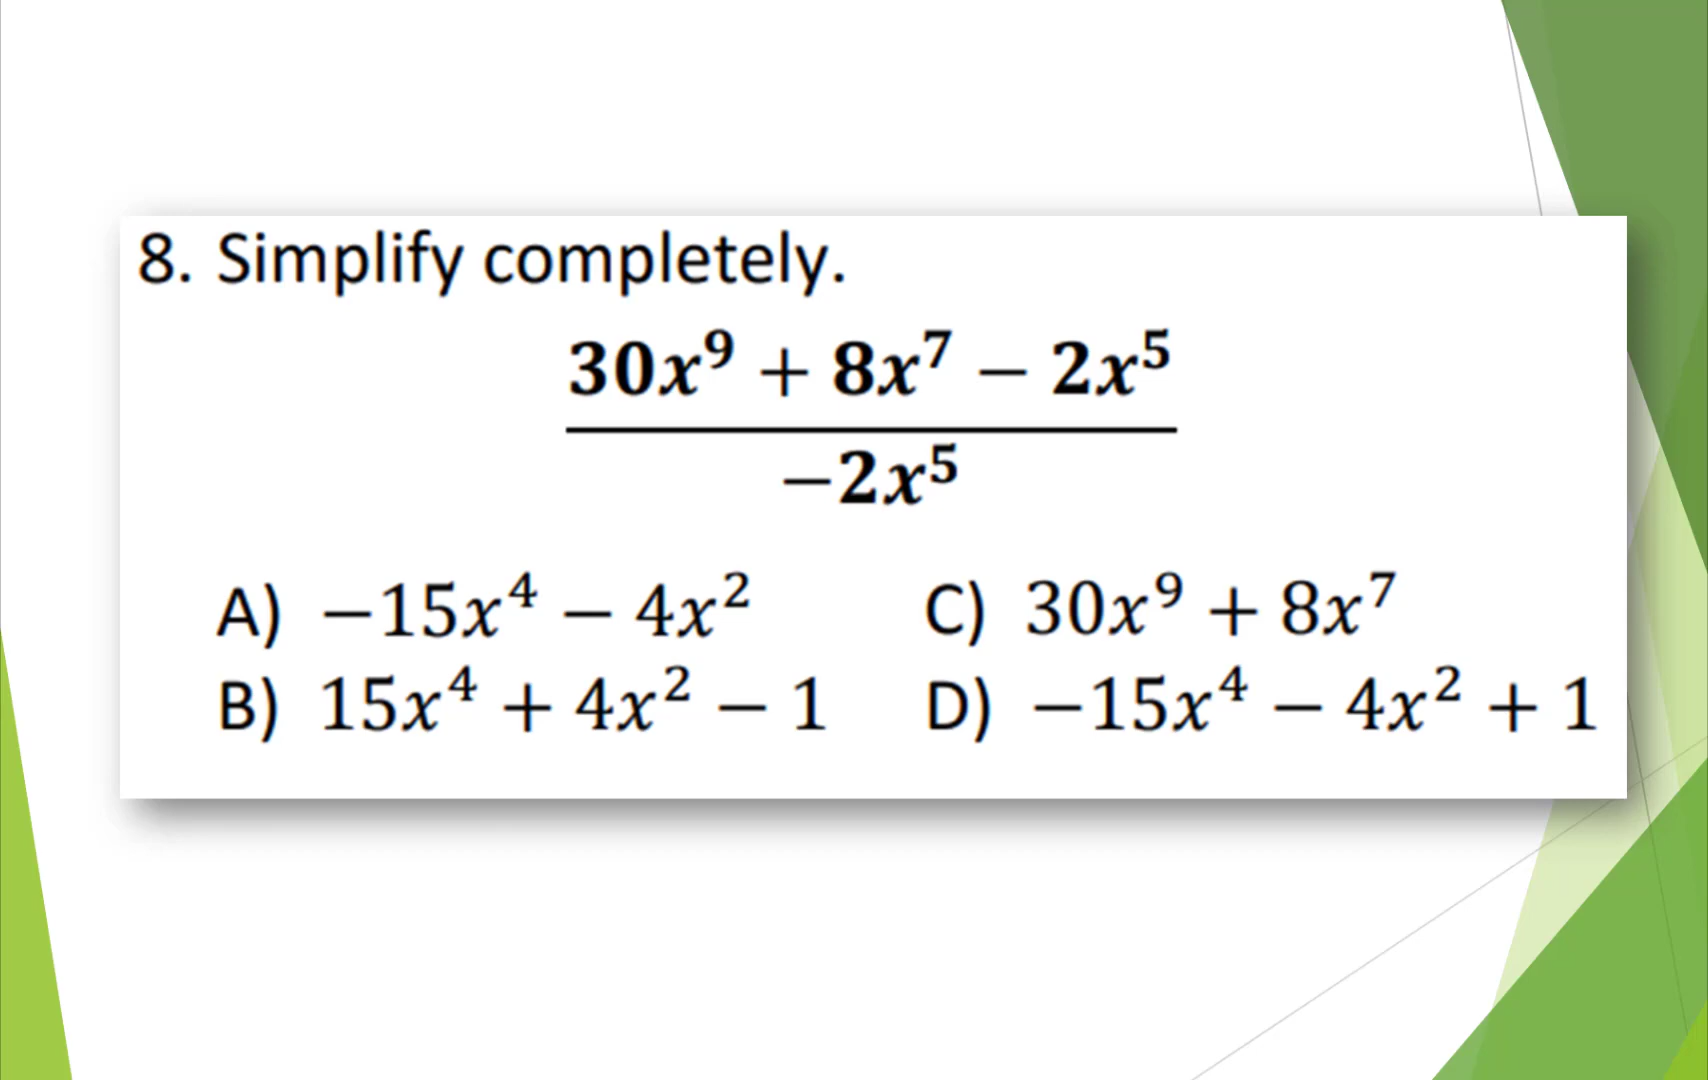 8. Simplify completely.
30x⁹ + 8x⁷ − 2x⁵
−2x⁵
A) −15x⁴ − 4x² C) 30x⁹ + 8x⁷
B) 15x⁴ + 4x² − 1 D) −15x⁴ − 4x² + 1